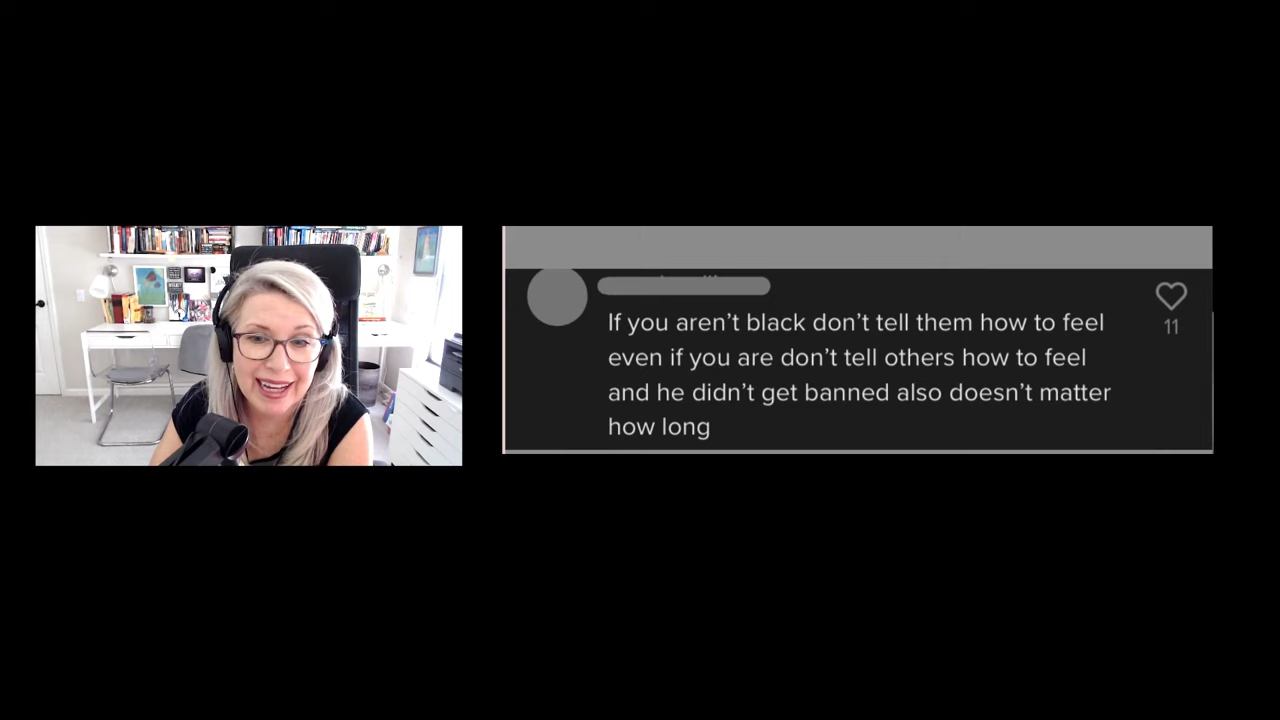 If you aren’t black don’t tell them how to feel
even if you are don’t tell others how to feel
and he didn’t get banned also doesn’t matter
how long
11